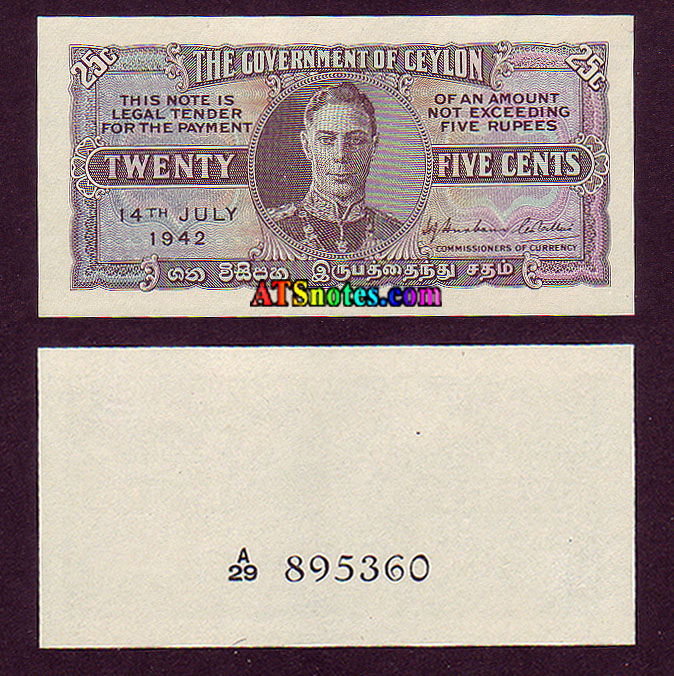 25C
25C
THE GOVERNMENT OF CEYLON
THIS NOTE IS
LEGAL TENDER
FOR THE PAYMENT
OF AN AMOUNT
NOT EXCEEDING
FIVE RUPEES
TWENTY FIVE CENTS
14TH JULY
1942
COMMISSIONERS OF CURRENCY
ශත විසිපහ இருபத்தைந்து சதம்
ATSnotes.com
A/29 895360